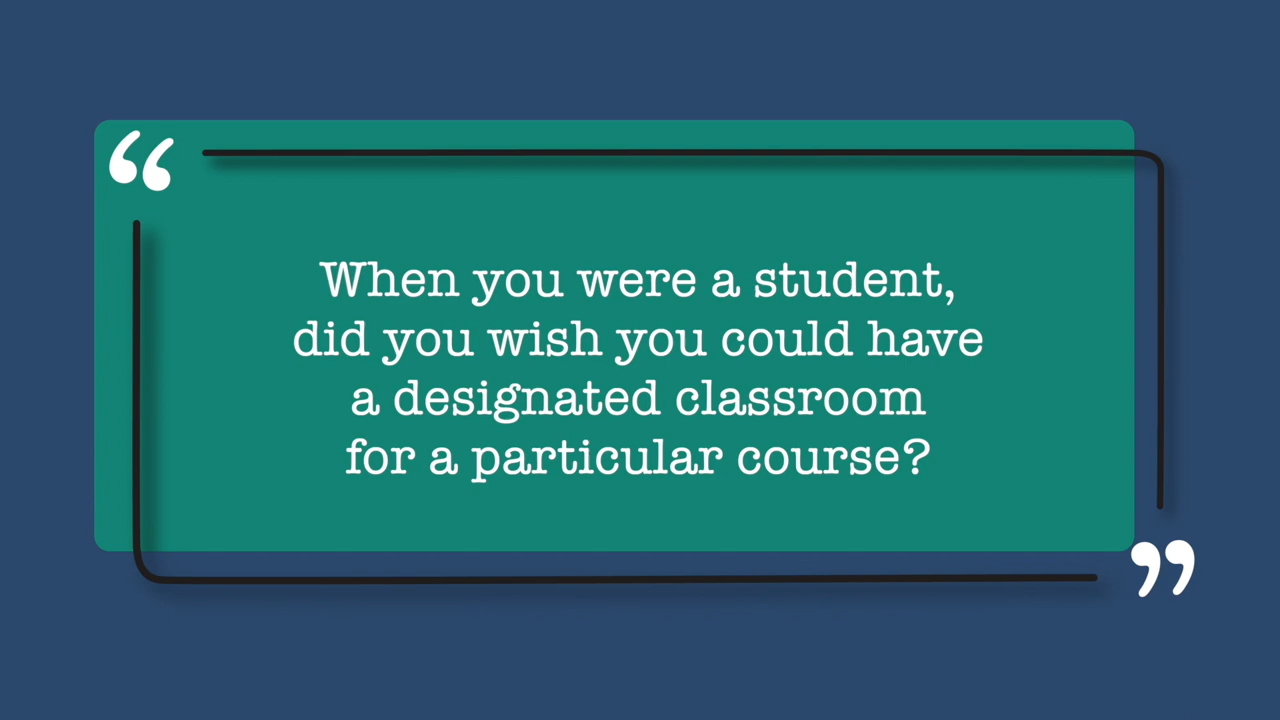 “
When you were a student,
did you wish you could have
a designated classroom
for a particular course?
”